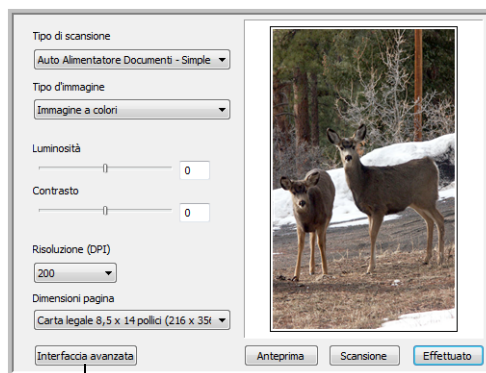 Tipo di scansione
Auto Alimentatore Documenti - Simple
Tipo d'immagine
Immagine a colori
Luminosità
0
Contrasto
0
Risoluzione (DPI)
200
Dimensioni pagina
Carta legale 8,5 x 14 pollici (216 x 356
Interfaccia avanzata
Anteprima
Scansione
Effettuato